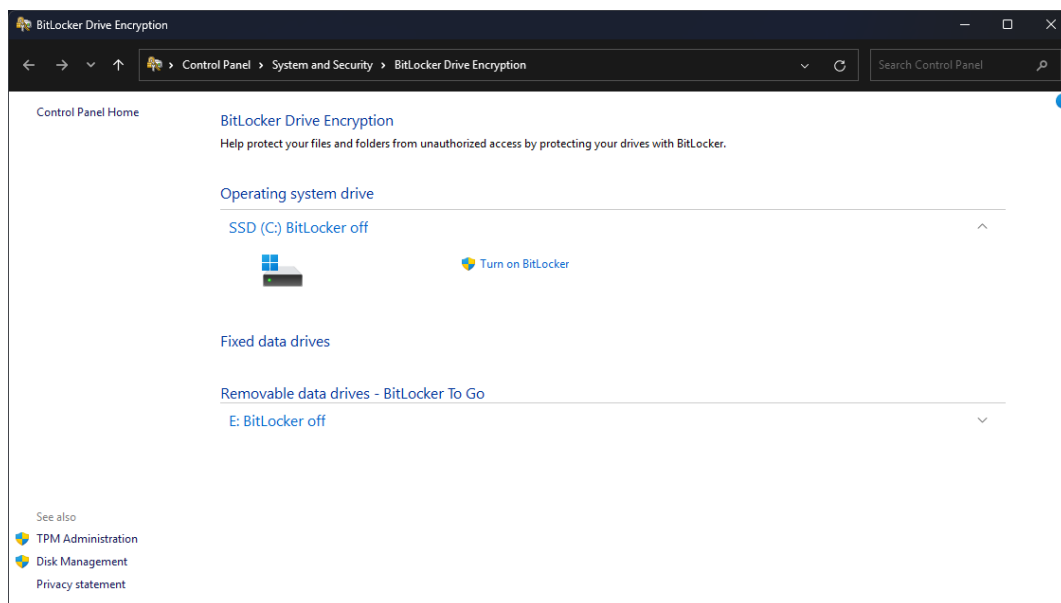 BitLocker Drive Encryption
Control Panel › System and Security › BitLocker Drive Encryption
Search Control Panel
Control Panel Home
BitLocker Drive Encryption
Help protect your files and folders from unauthorized access by protecting your drives with BitLocker.
Operating system drive
SSD (C:) BitLocker off
Turn on BitLocker
Fixed data drives
Removable data drives - BitLocker To Go
E: BitLocker off
See also
TPM Administration
Disk Management
Privacy statement